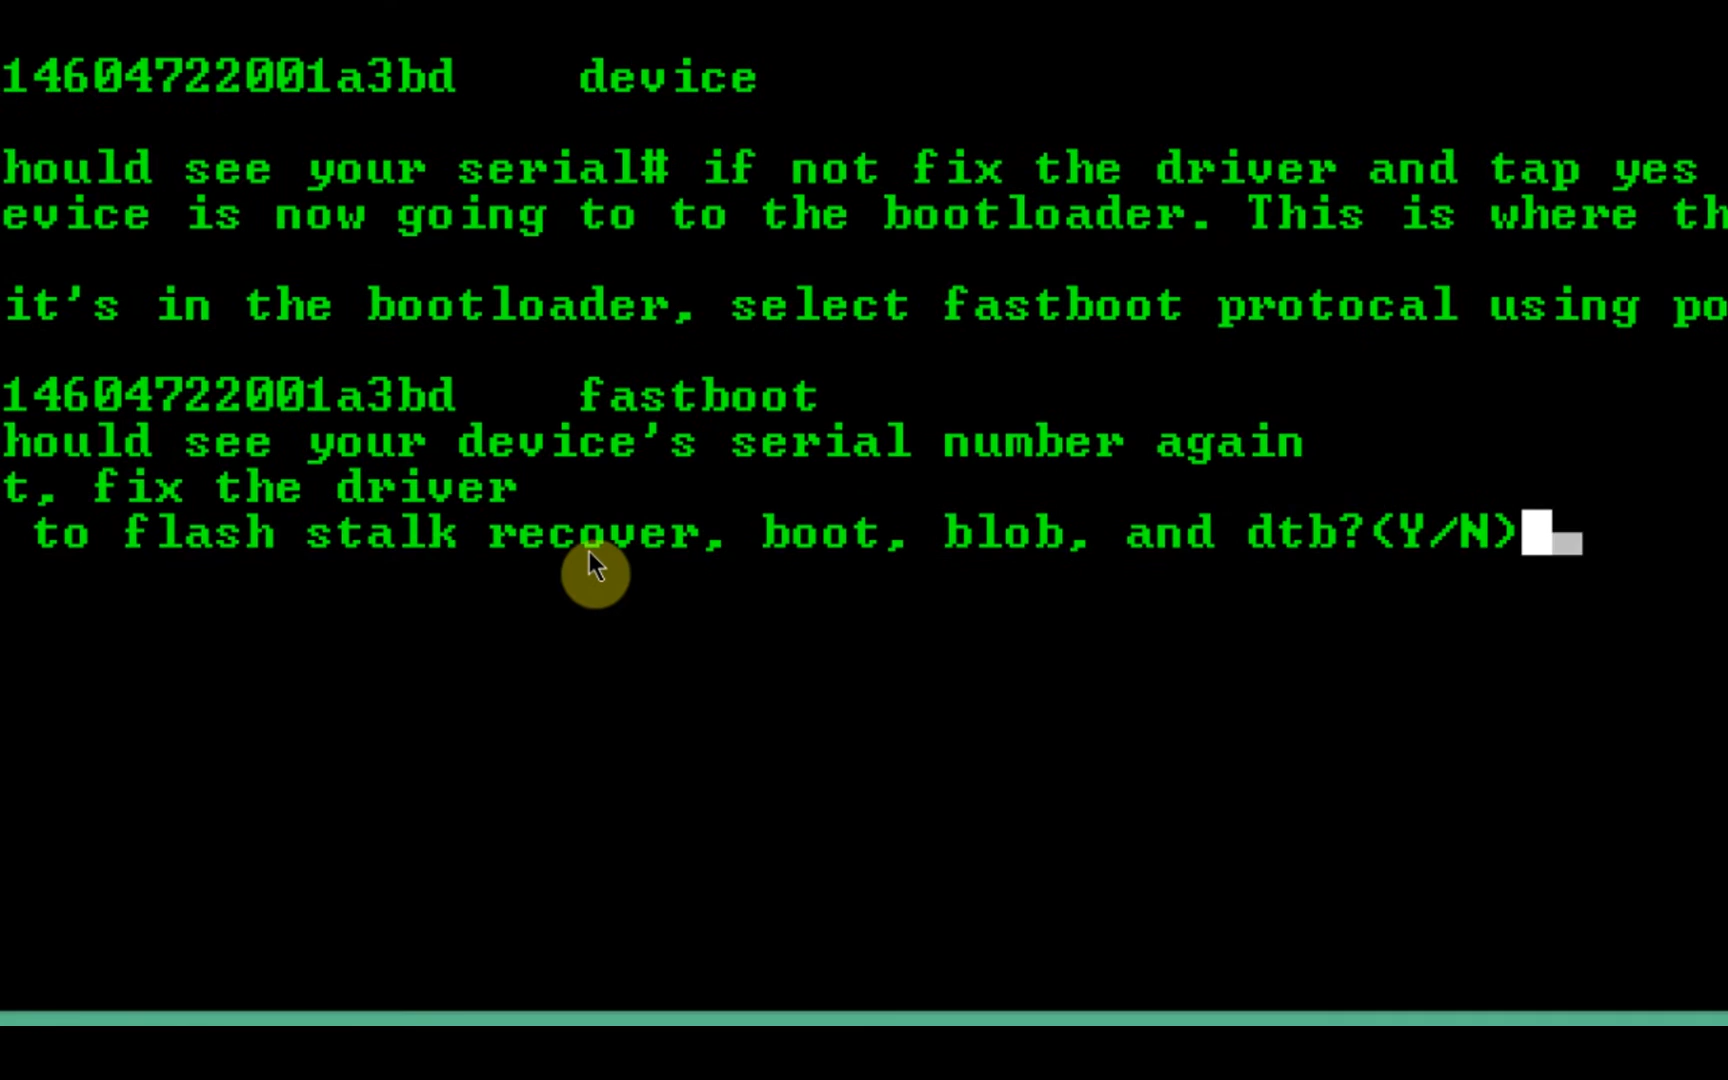 14604722001a3bd    device
hould see your serial# if not fix the driver and tap yes
evice is now going to to the bootloader. This is where th
it's in the bootloader, select fastboot protocal using po
14604722001a3bd    fastboot
hould see your device's serial number again
t, fix the driver
to flash stalk recover, boot, blob, and dtb?(Y/N)